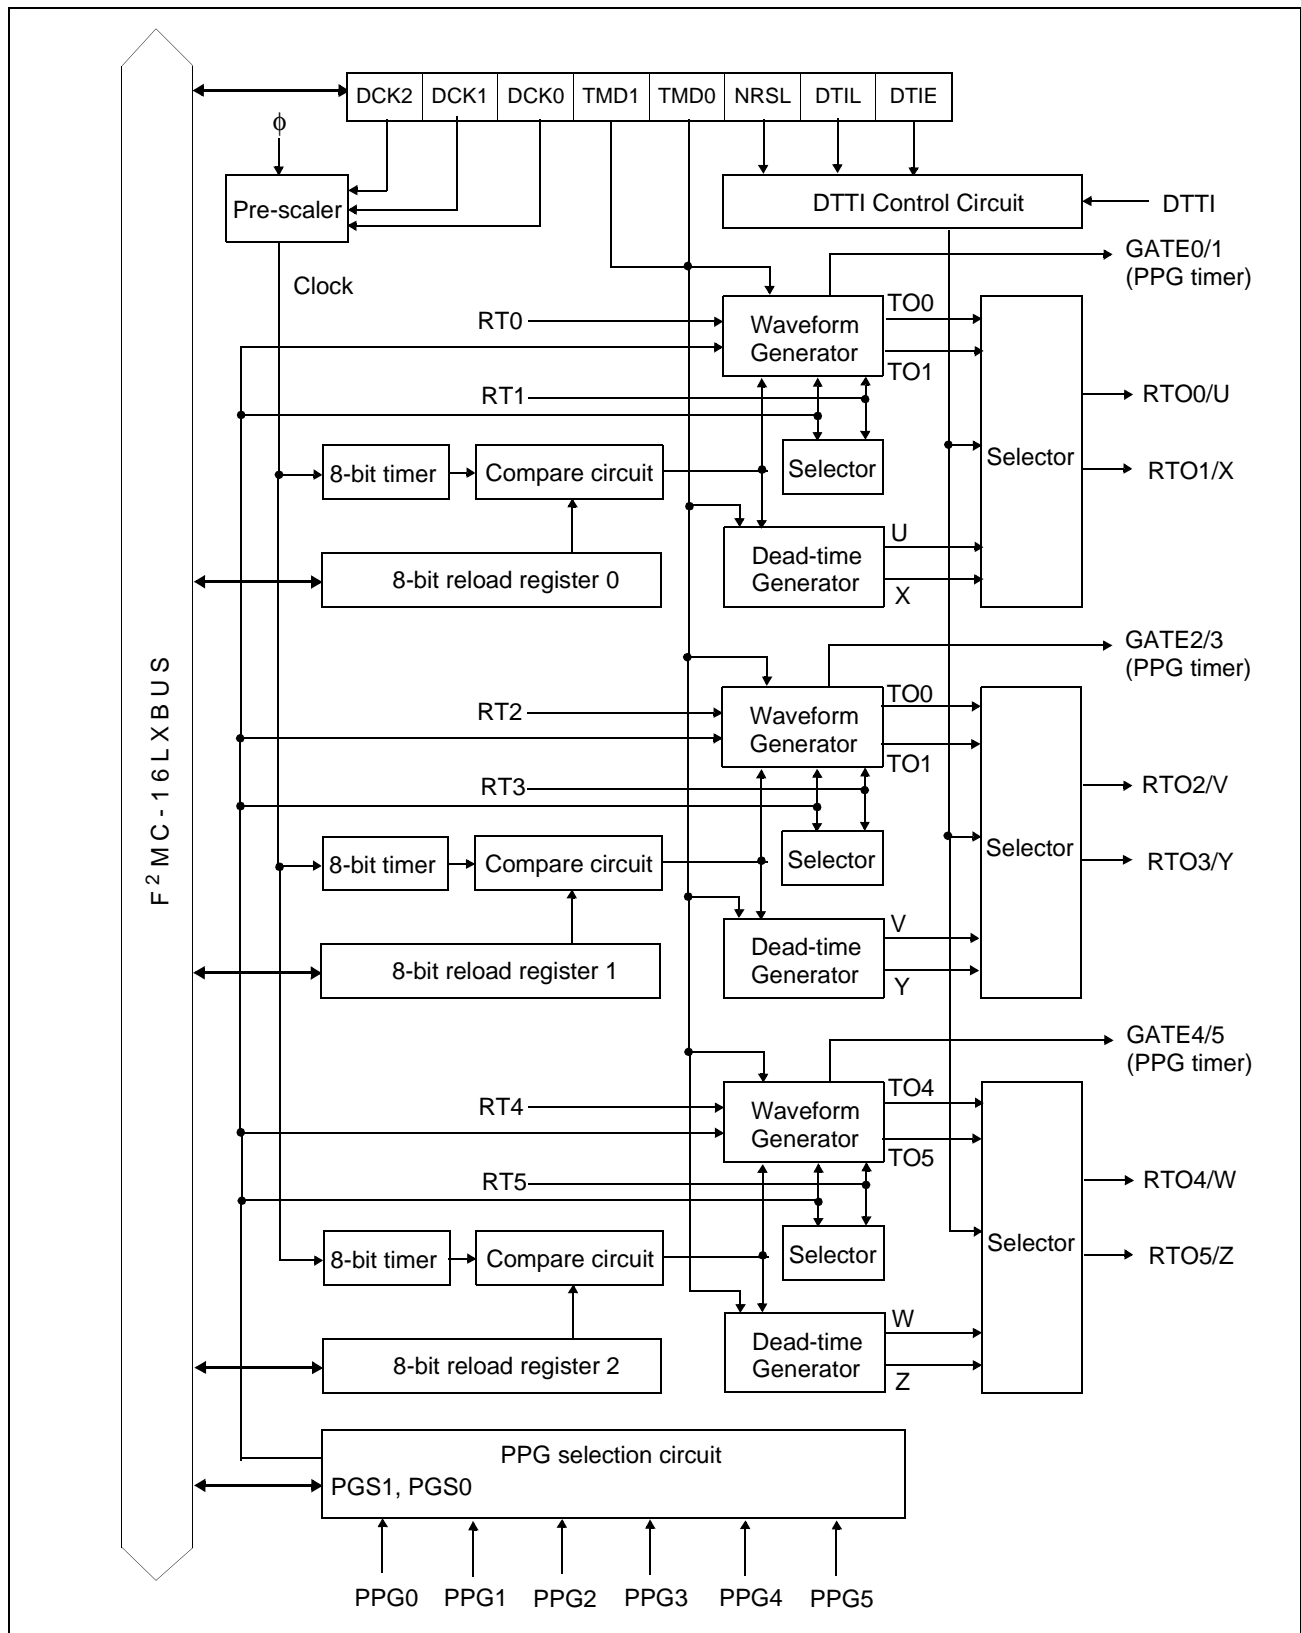 DCK2 DCK1 DCK0 TMD1 TMD0 NRSL DTIL DTIE
ϕ
Pre-scaler
DTTI Control Circuit
DTTI
Clock
GATE0/1
(PPG timer)
RT0
Waveform
Generator
TO0
TO1
RT1
RTO0/U
8-bit timer
Compare circuit
Selector
Selector
RTO1/X
8-bit reload register 0
Dead-time
Generator
U
X
F²MC-16LXBUS
GATE2/3
(PPG timer)
RT2
Waveform
Generator
TO0
TO1
RT3
RTO2/V
8-bit timer
Compare circuit
Selector
Selector
RTO3/Y
8-bit reload register 1
Dead-time
Generator
V
Y
GATE4/5
(PPG timer)
RT4
Waveform
Generator
TO4
TO5
RT5
RTO4/W
8-bit timer
Compare circuit
Selector
Selector
RTO5/Z
8-bit reload register 2
Dead-time
Generator
W
Z
PPG selection circuit
PGS1, PGS0
PPG0 PPG1 PPG2 PPG3 PPG4 PPG5